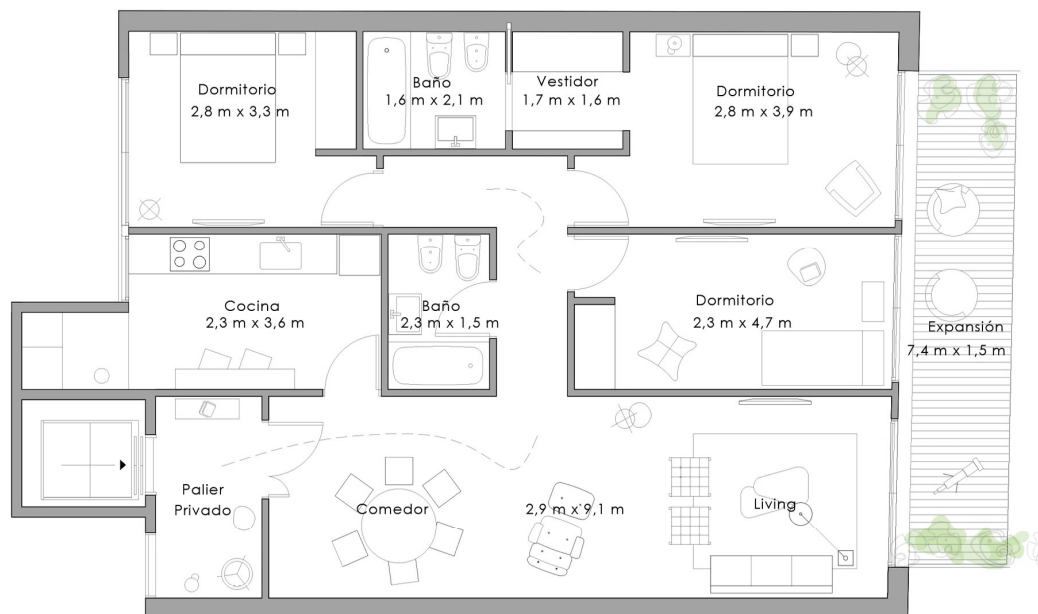 Dormitorio
2,8 m x 3,3 m
Baño
1,6 m x 2,1 m
Vestidor
1,7 m x 1,6 m
Dormitorio
2,8 m x 3,9 m
Cocina
2,3 m x 3,6 m
Baño
2,3 m x 1,5 m
Dormitorio
2,3 m x 4,7 m
Expansión
7,4 m x 1,5 m
Palier
Privado
Comedor
2,9 m x 9,1 m
Living